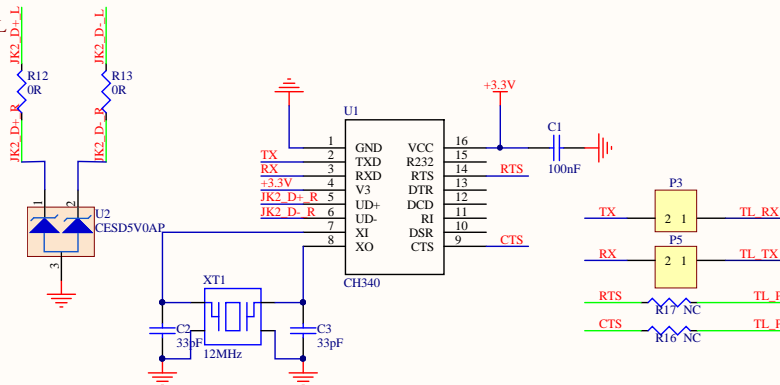 JK2_D+_L
JK2_D-_L
R12
0R
R13
0R
JK2_D+_R
JK2_D-_R
1
2
U2
CESD5V0AP
3
+3.3V
U1
C1
100nF
1 GND VCC 16
TX 2 TXD R232 15
RX 3 RXD RTS 14 RTS
+3.3V 4 V3 DTR 13
JK2_D+_R 5 UD+ DCD 12
JK2_D-_R 6 UD- RI 11
7 XI DSR 10
8 XO CTS 9 CTS
CH340
XT1
C2
33pF
12MHz
C3
33pF
P3
TX 2 1 TL_RX
P5
RX 2 1 TL_TX
RTS R17 NC
CTS R16 NC